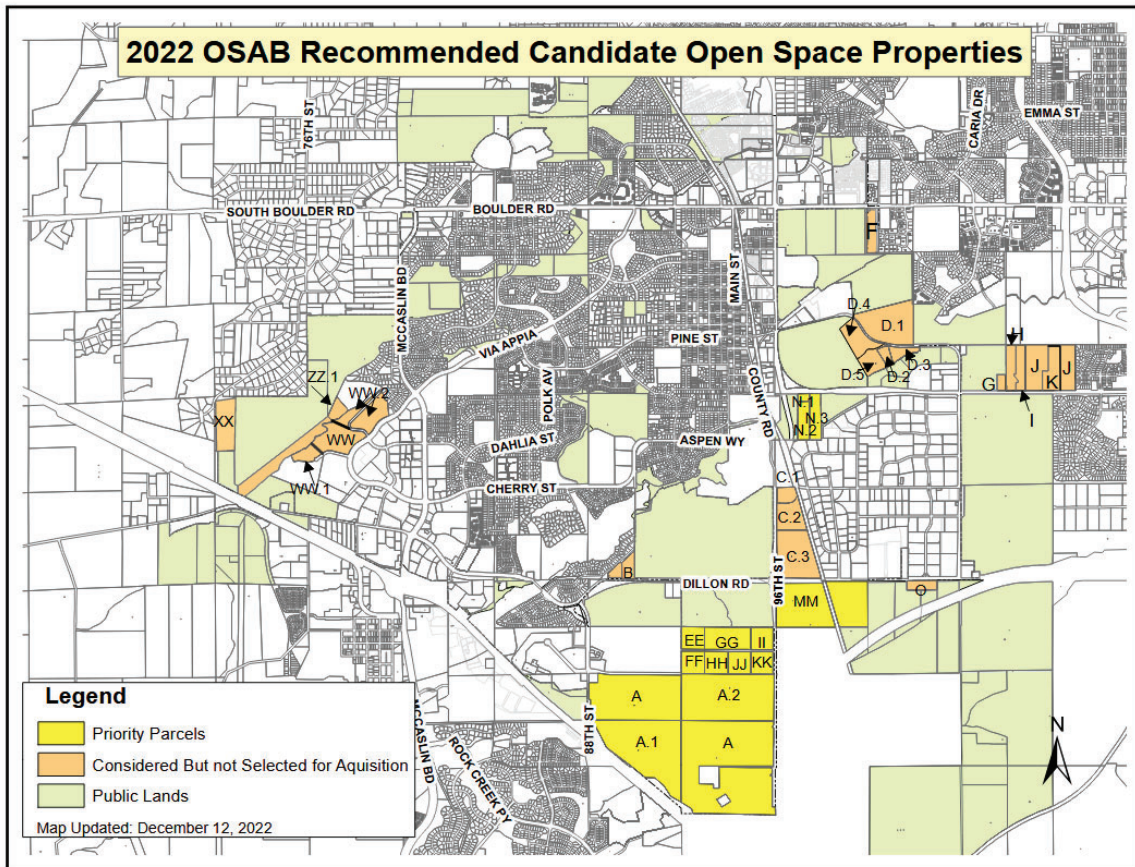 2022 OSAB Recommended Candidate Open Space Properties
76TH ST
CARIA DR
EMMA ST
SOUTH BOULDER RD
BOULDER RD
F
MCCASLIN BD
MAIN ST
D.4
D.1
VIA APPIA
PINE ST
H
D.5
D.2
D.3
G
J
K
J
I
ZZ.1
WW.2
POLK AV
COUNTY RD
N.1
N.3
N.2
XX
WW
DAHLIA ST
ASPEN WY
WW.1
CHERRY ST
C.1
C.2
C.3
B
DILLON RD
96TH ST
O
MM
EE
GG
II
FF
HH
JJ
KK
A
A.2
A.1
A
88TH ST
MCCASLIN BD
ROCK CREEK PY
N
Legend
Priority Parcels
Considered But not Selected for Aquisition
Public Lands
Map Updated: December 12, 2022